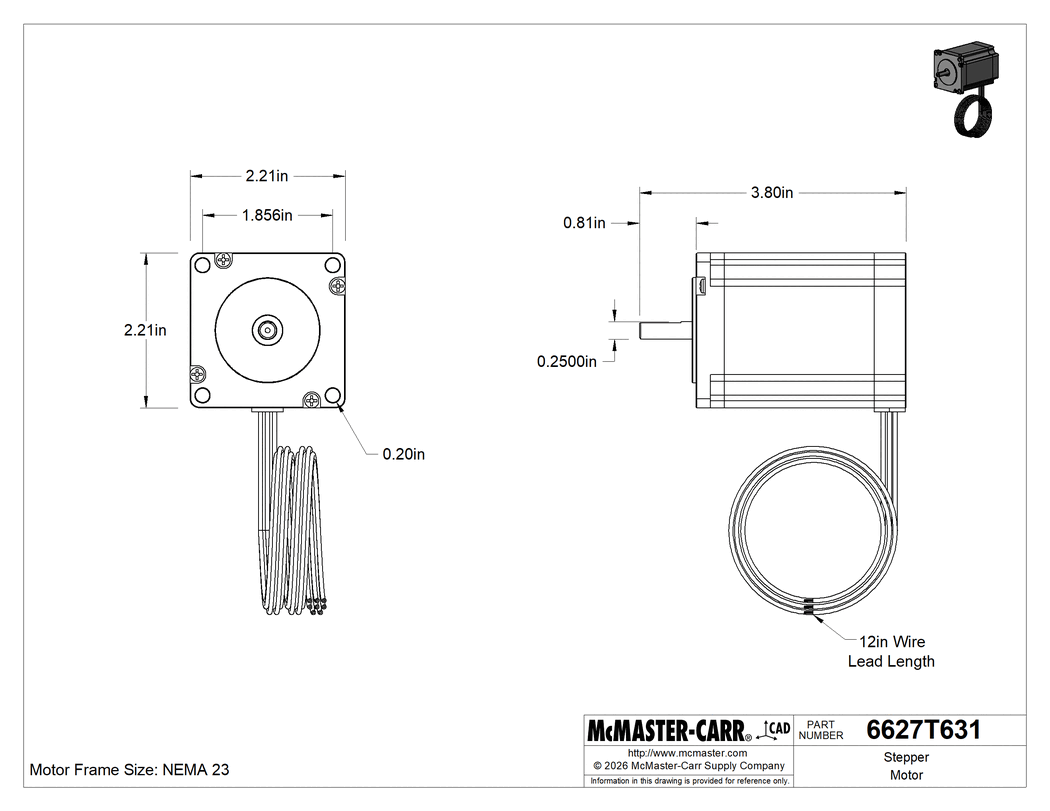 2.21in
1.856in
2.21in
0.20in
3.80in
0.81in
0.2500in
12in Wire
Lead Length
Motor Frame Size: NEMA 23
McMASTER-CARR® CAD
http://www.mcmaster.com
© 2026 McMaster-Carr Supply Company
Information in this drawing is provided for reference only.
PART
NUMBER
6627T631
Stepper
Motor